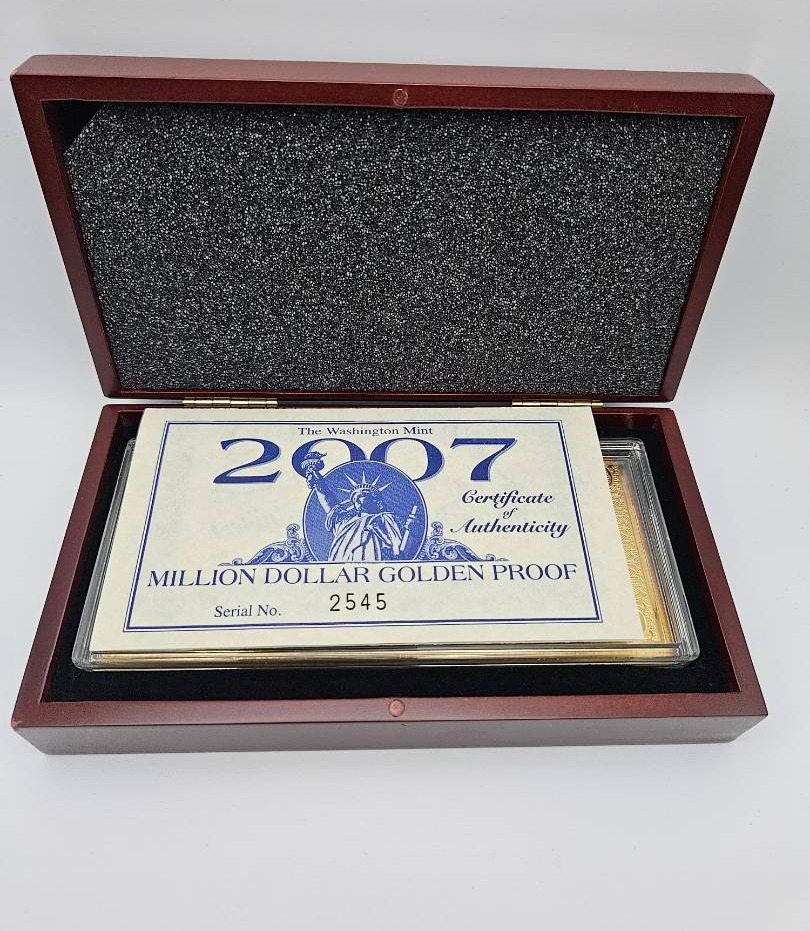 The Washington Mint
2007
Certificate
of
Authenticity
MILLION DOLLAR GOLDEN PROOF
Serial No. 2545